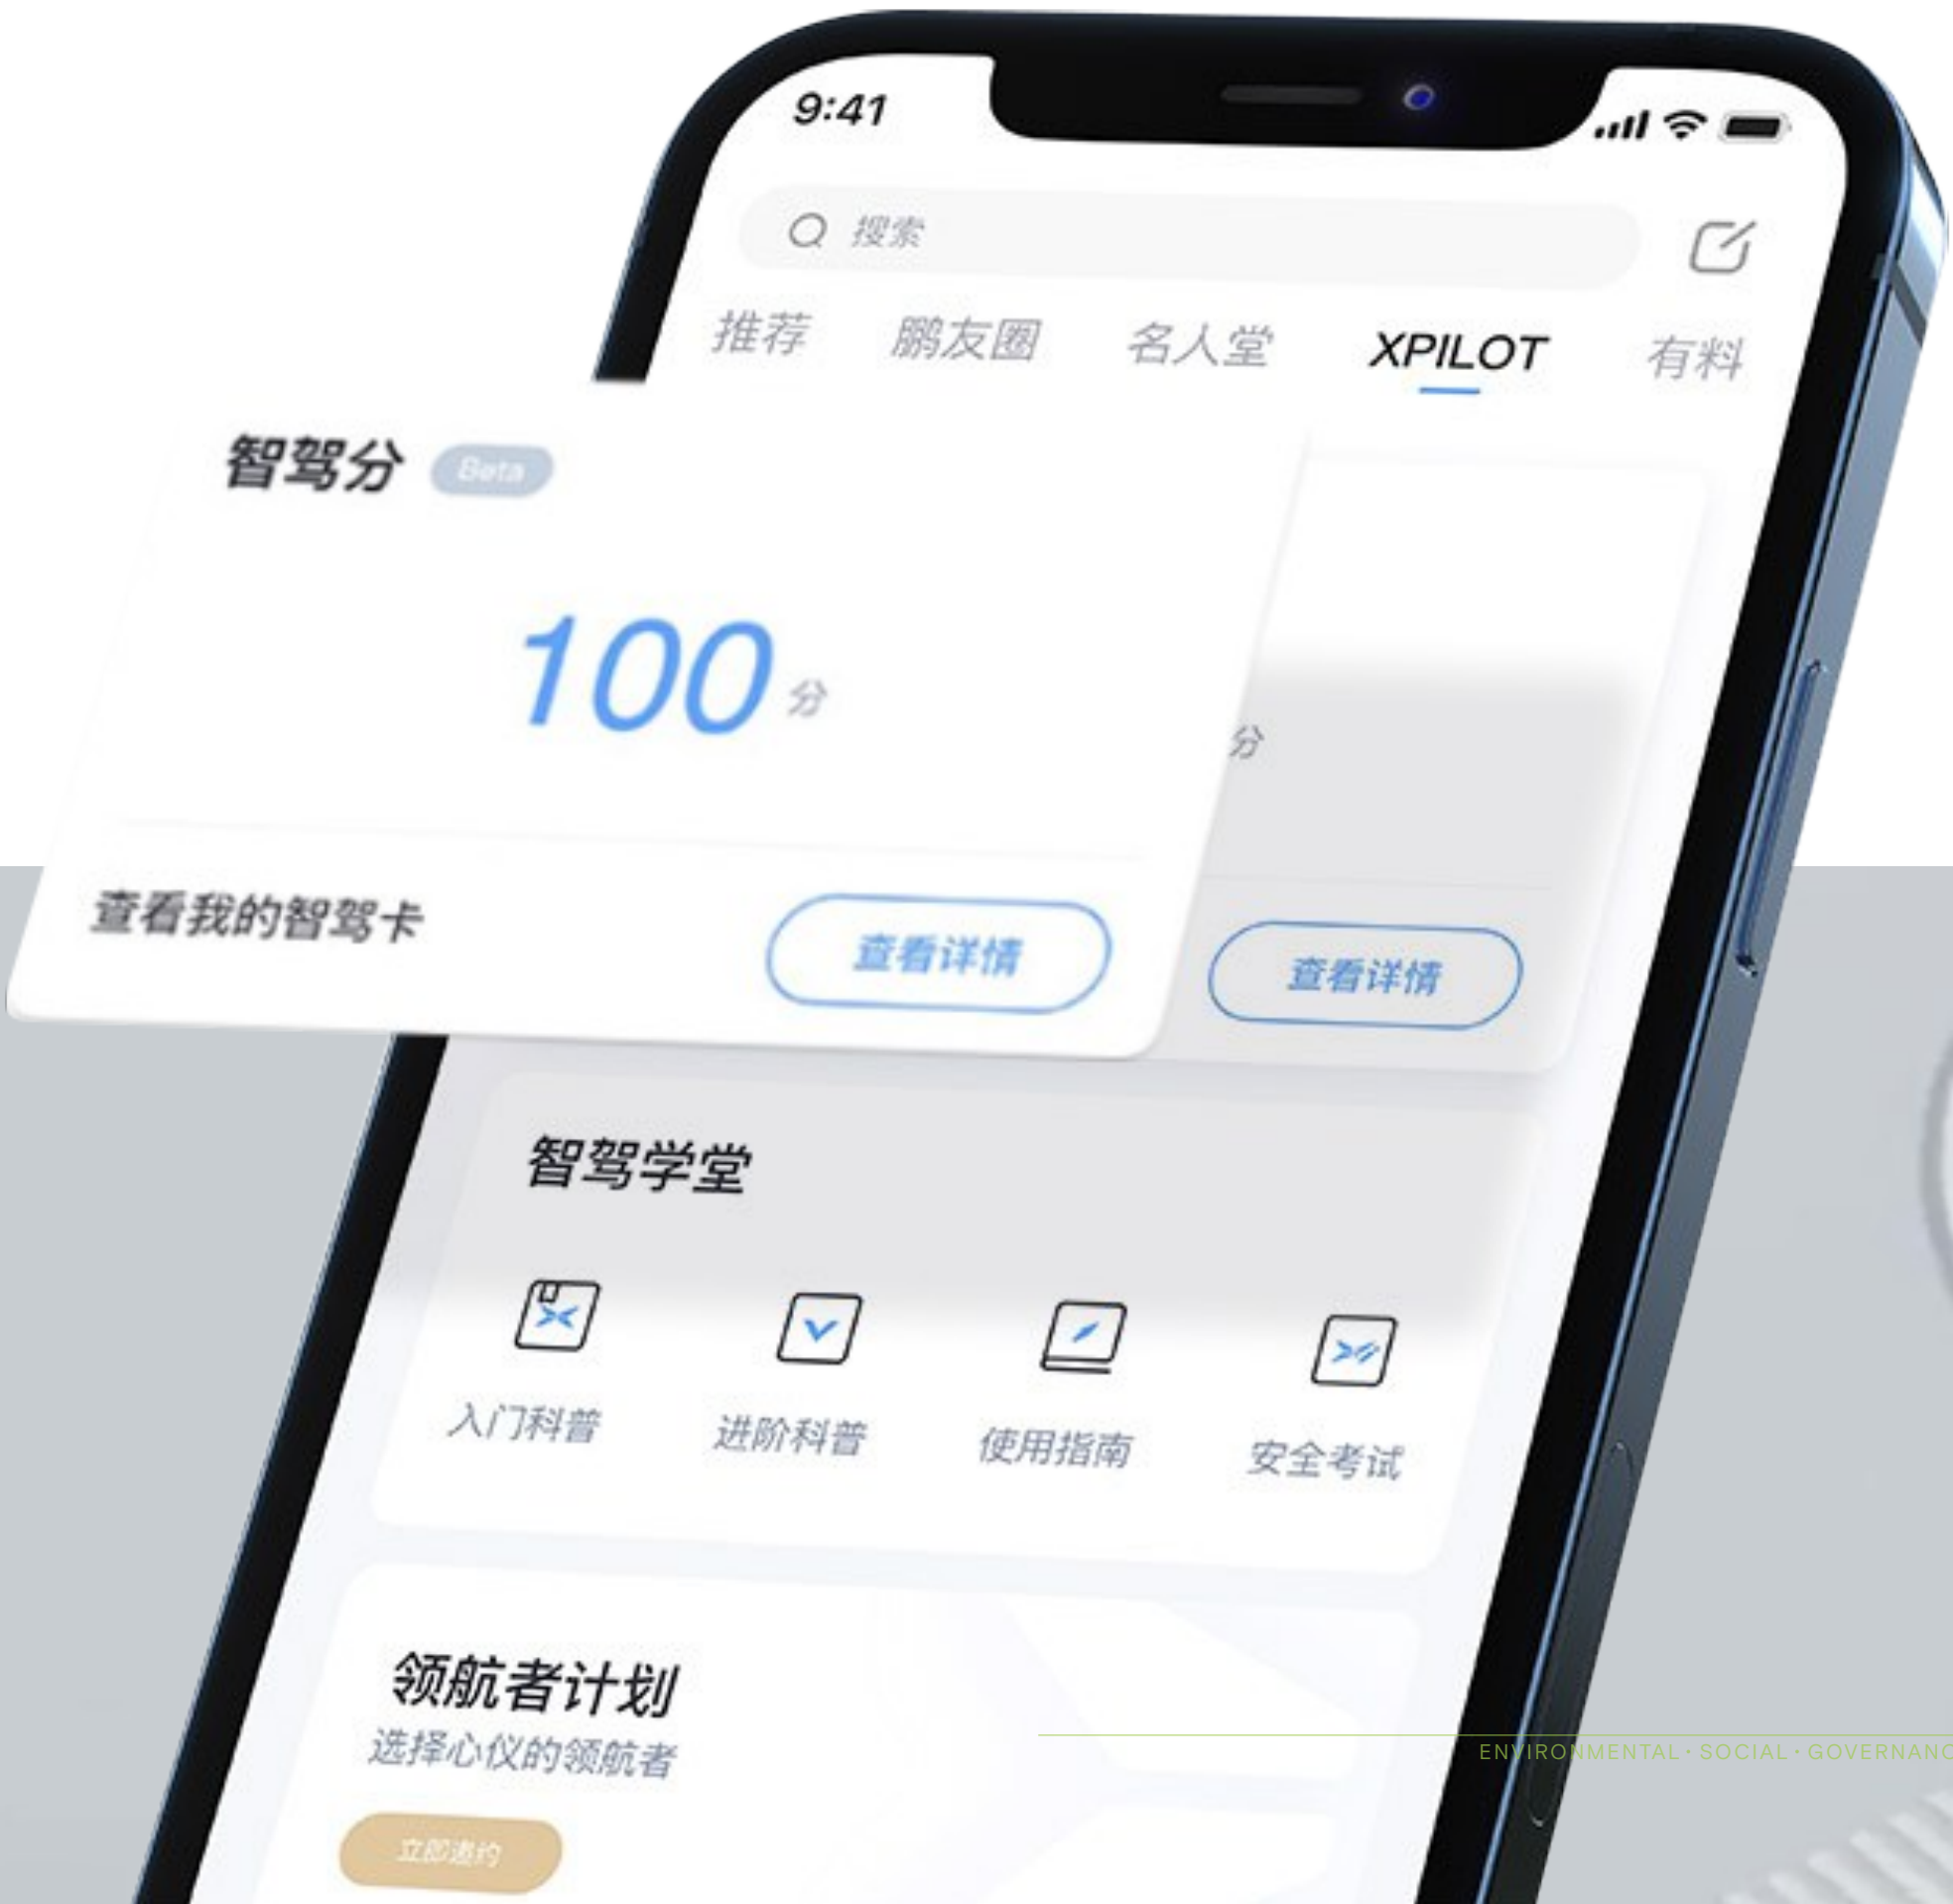 9:41
搜索
推荐 鹏友圈 名人堂 XPILOT 有料
智驾分 Beta
100 分
分
查看我的智驾卡 查看详情
查看详情
智驾学堂
入门科普 进阶科普 使用指南 安全考试
领航者计划
选择心仪的领航者
ENVIRONMENTAL · SOCIAL · GOVERNANC
立即邀约